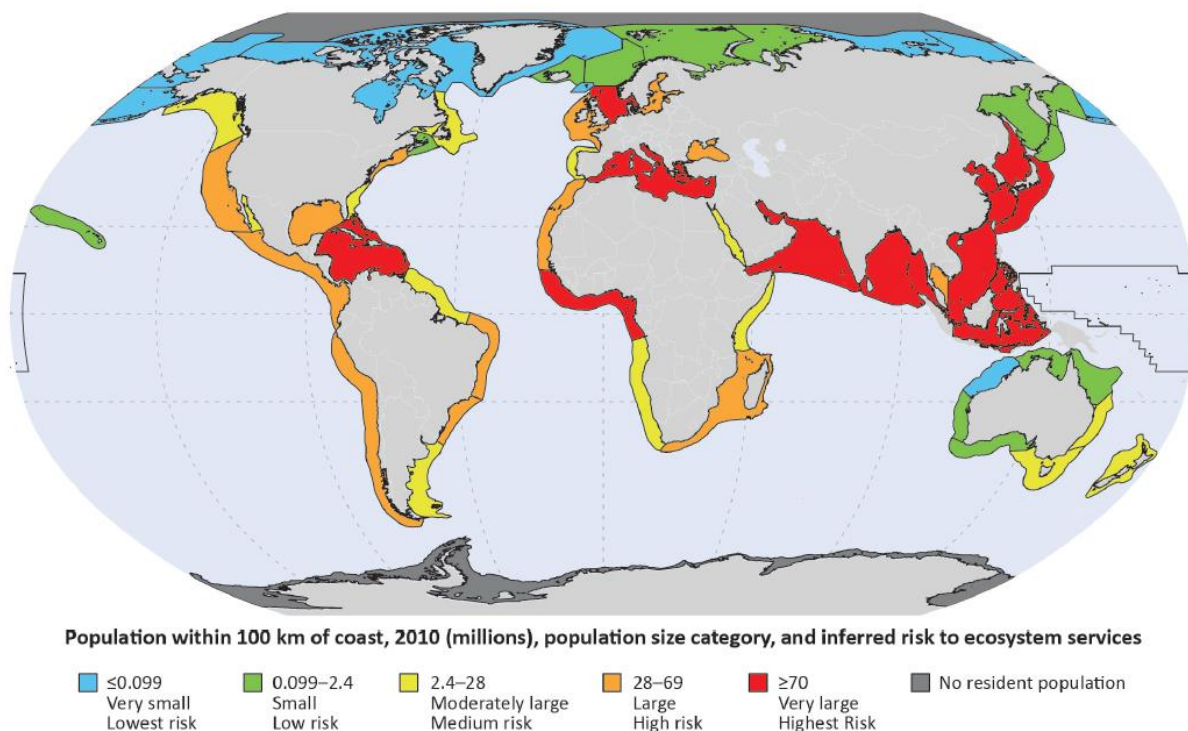 Population within 100 km of coast, 2010 (millions), population size category, and inferred risk to ecosystem services
≤0.099
Very small
Lowest risk
0.099–2.4
Small
Low risk
2.4–28
Moderately large
Medium risk
28–69
Large
High risk
≥70
Very large
Highest Risk
No resident population